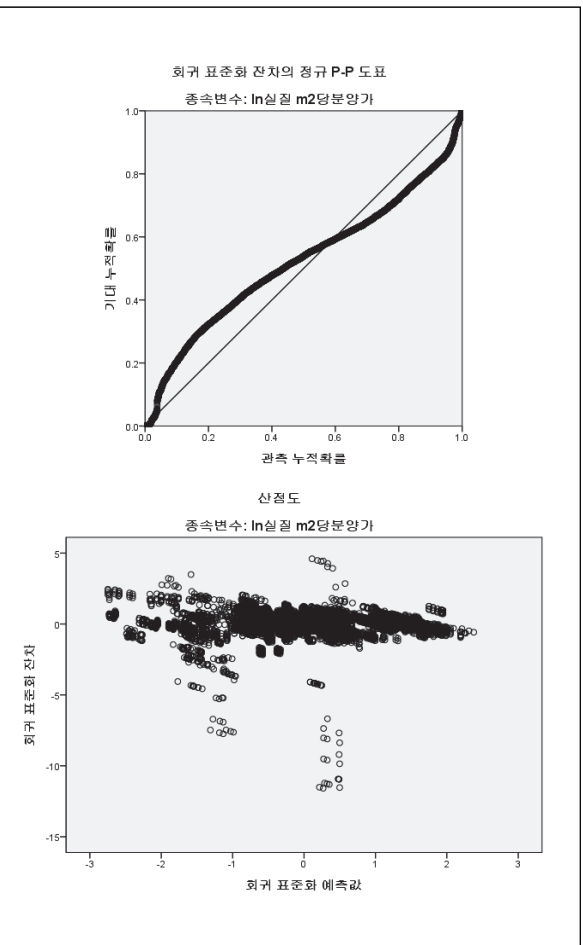 회귀 표준화 잔차의 정규 P-P 도표
종속변수: ln실질 m2당분양가
1.0
0.8
0.6
0.4
0.2
0.0
기대 누적확률
0.0 0.2 0.4 0.6 0.8 1.0
관측 누적확률
산점도
종속변수: ln실질 m2당분양가
5
0
-5
-10
-15
회귀 표준화 잔차
-3 -2 -1 0 1 2 3
회귀 표준화 예측값